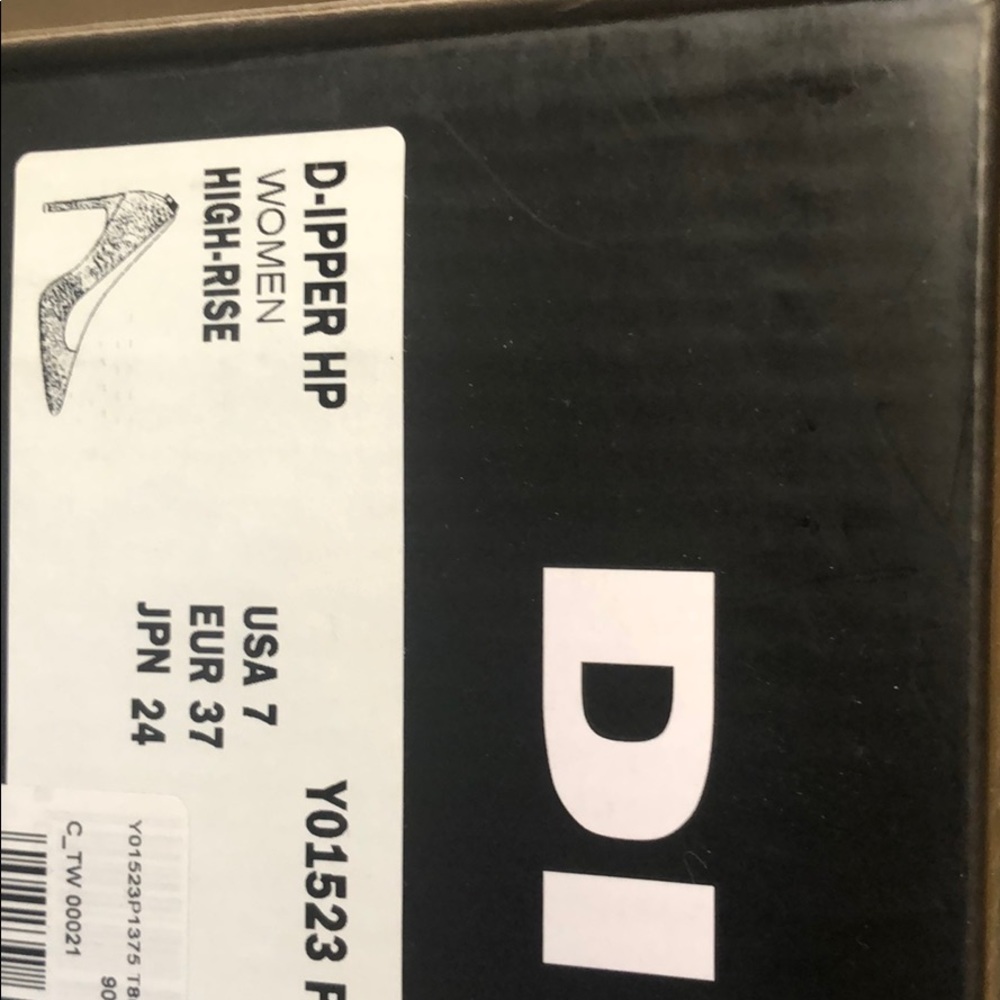 DI
D-IPPER HP
WOMEN
HIGH-RISE
USA 7
EUR 37
JPN 24
Y01523
Y01523P1375
C_TW 00021